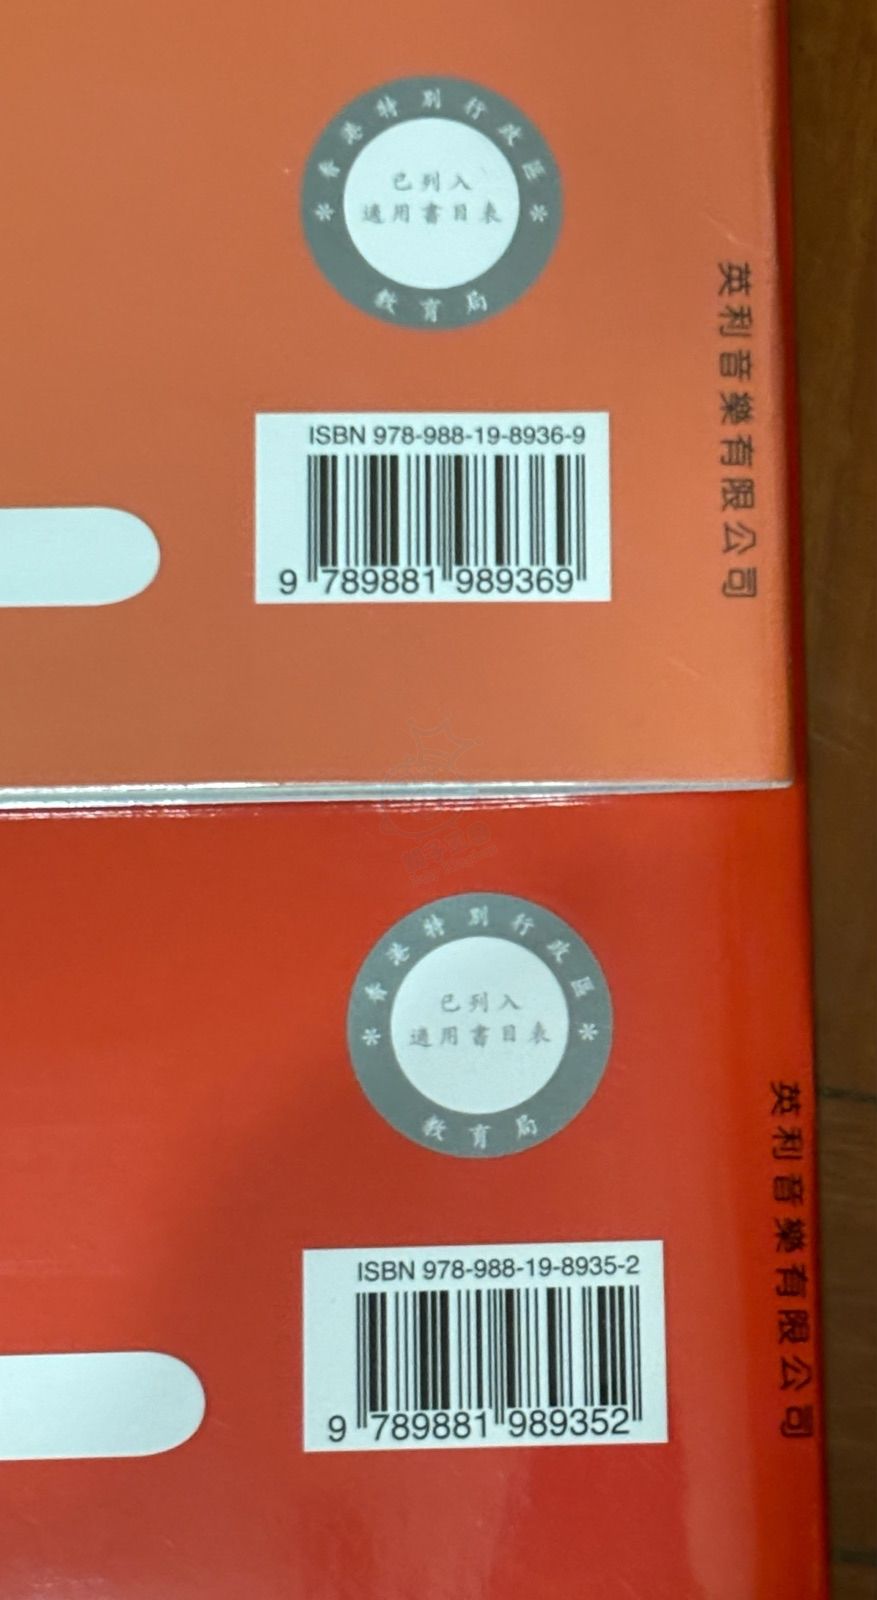 香港特別行政區
已列入
適用書目表
教育局
英利音樂有限公司
ISBN 978-988-19-8936-9
9 789881 989369
香港特別行政區
已列入
適用書目表
教育局
英利音樂有限公司
ISBN 978-988-19-8935-2
9 789881 989352